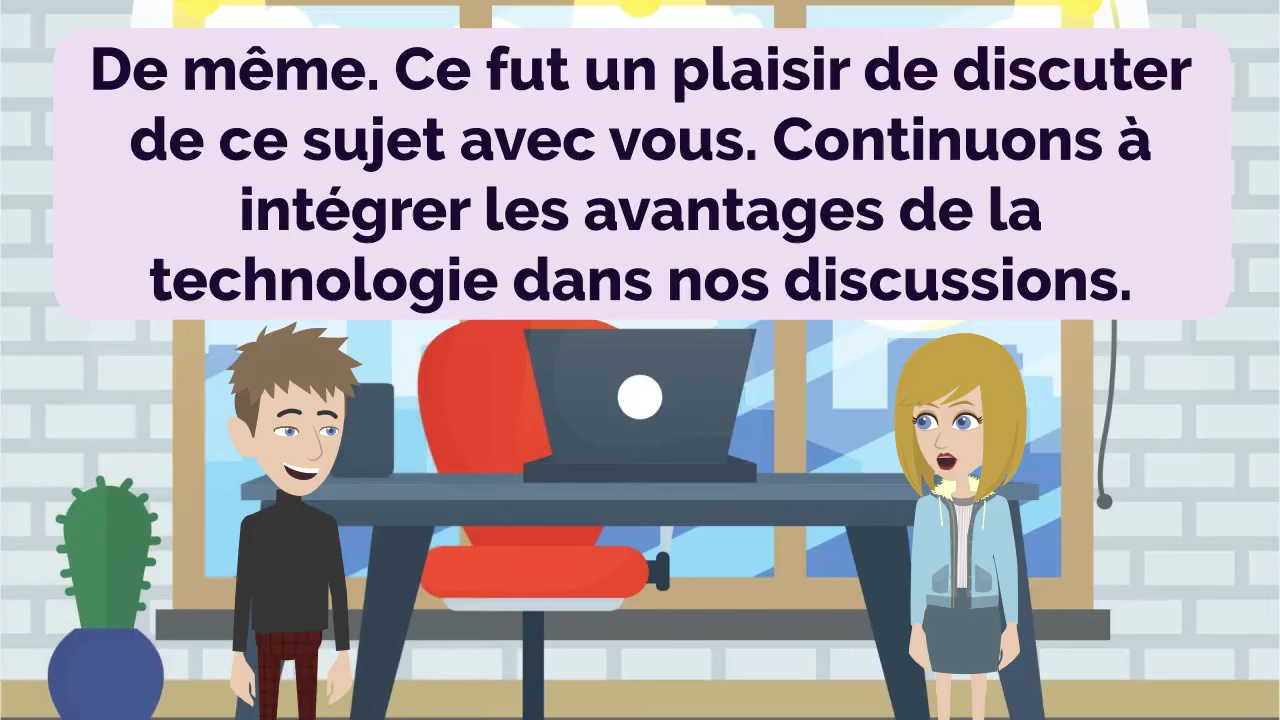 De même. Ce fut un plaisir de discuter
de ce sujet avec vous. Continuons à
intégrer les avantages de la
technologie dans nos discussions.